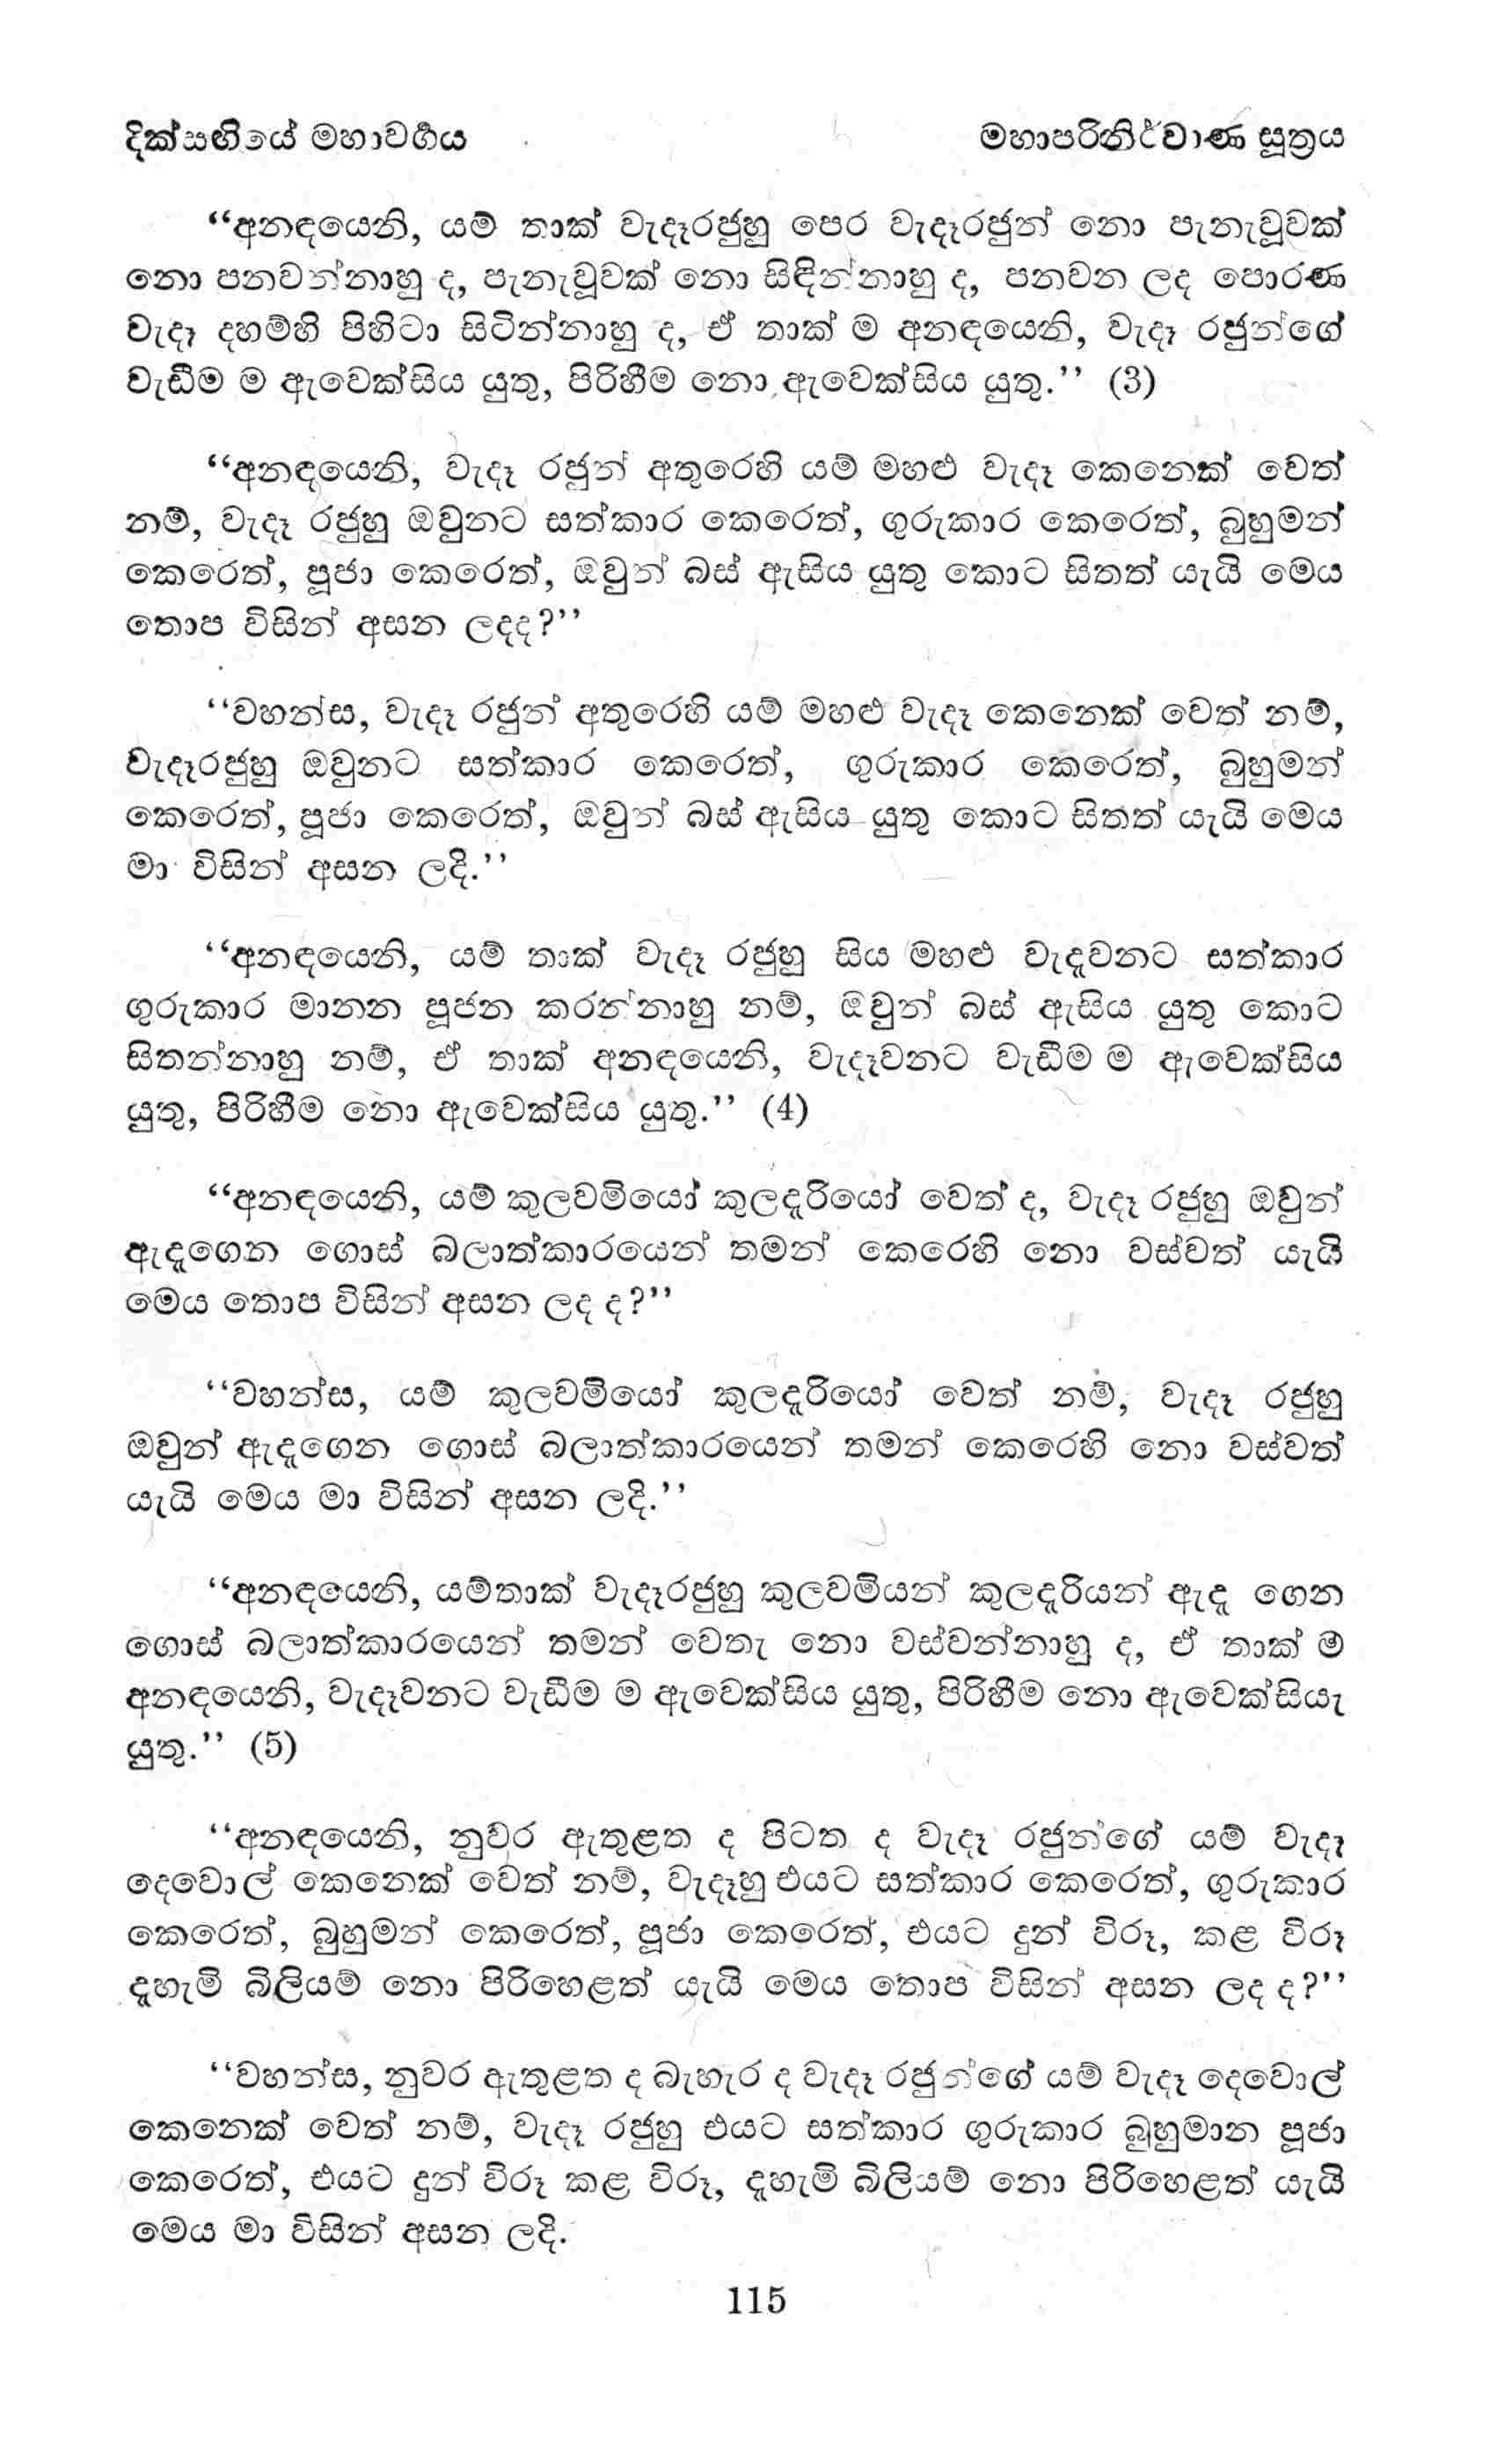 දික්සඟියේ මහාවර්‍ගය
මහාපරිනිර්වාණ සූත්‍රය
“අනඳයෙනි, යම් තාක් වැදෑරජුහු පෙර වැදෑරජුන් නො පැනැවූවක්
නො පනවන්නාහු ද, පැනැවූවක් නො සිඳින්නාහු ද, පනවන ලද පොරණ
වැදෑ දහම්හි පිහිටා සිටින්නාහු ද, ඒ තාක් ම අනඳයෙනි, වැදෑ රජුන්ගේ
වැඩීම ම ඇවෙක්සිය යුතු, පිරිහීම නො ඇවෙක්සිය යුතු.’’ (3)
“අනඳයෙනි, වැදෑ රජුන් අතුරෙහි යම් මහළු වැදෑ කෙනෙක් වෙත්
නම්, වැදෑ රජුහු ඔවුනට සත්කාර කෙරෙත්, ගුරුකාර කෙරෙත්, බුහුමන්
කෙරෙත්, පූජා කෙරෙත්, ඔවුන් බස් ඇසිය යුතු කොට සිතත් යැයි මෙය
තොප විසින් අසන ලදද?’’
‘‘වහන්ස, වැදෑ රජුන් අතුරෙහි යම් මහළු වැදෑ කෙනෙක් වෙත් නම්,
වැදෑරජුහු ඔවුනට සත්කාර කෙරෙත්, ගුරුකාර කෙරෙත්, බුහුමන්
කෙරෙත්, පූජා කෙරෙත්, ඔවුන් බස් ඇසිය යුතු කොට සිතත් යැයි මෙය
මා විසින් අසන ලදි.’’
‘‘අනඳයෙනි, යම් තාක් වැදෑ රජුහු සිය මහළු වැදෑවනට සත්කාර
ගුරුකාර මානන පූජන කරන්නාහු නම්, ඔවුන් බස් ඇසිය යුතු කොට
සිතන්නාහු නම්, ඒ තාක් අනඳයෙනි, වැදෑවනට වැඩීම ම ඇවෙක්සිය
යුතු, පිරිහීම නො ඇවෙක්සිය යුතු.’’ (4)
“අනඳයෙනි, යම් කුලඹුමියෝ කුලදූරියෝ වෙත් ද, වැදෑ රජුහු ඔවුන්
ඇදැගෙන ගොස් බලාත්කාරයෙන් තමන් කෙරෙහි නො වස්වත් යැයි
මෙය තොප විසින් අසන ලද ද?’’
‘‘වහන්ස, යම් කුලවමියෝ කුලදැරියෝ වෙත් නම්, වැදෑ රජුහු
ඔවුන් ඇදැගෙන ගොස් බලාත්කාරයෙන් තමන් කෙරෙහි නො වස්වත්
යැයි මෙය මා විසින් අසන ලදි.’’
‘‘අනඳයෙනි, යම්තාක් වැදෑරජුහු කුලවමියන් කුලදැරියන් ඇදැ ගෙන
ගොස් බලාත්කාරයෙන් තමන් වෙතැ නො වස්වන්නාහු ද, ඒ තාක් ම
අනඳයෙනි, වැදෑවනට වැඩීම ම ඇවෙක්සිය යුතු, පිරිහීම නො ඇවෙක්සියැ
යුතු.’’ (5)
‘‘අනඳයෙනි, නුවර ඇතුළත ද පිටත ද වැදෑ රජුන්ගේ යම් වැදෑ
දෙවොල් කෙනෙක් වෙත් නම්, වැදෑහු එයට සත්කාර කෙරෙත්, ගුරුකාර
කෙරෙත්, බුහුමන් කෙරෙත්, පූජා කෙරෙත්, එයට දුන් විරූ, කළ විරූ
දැහැමි බිලියම් නො පිරිහෙළත් යැයි මෙය තොප විසින් අසන ලද ද?’’
‘‘වහන්ස, නුවර ඇතුළත ද බැහැර ද වැදෑ රජුන්ගේ යම් වැදෑ දෙවොල්
කෙනෙක් වෙත් නම්, වැදෑ රජුහු එයට සත්කාර ගුරුකාර බුහුමාන පූජා
කෙරෙත්, එයට දුන් විරූ කළ විරූ, දැහැමි බිලියම් නො පිරිහෙළත් යැයි
මෙය මා විසින් අසන ලදි.
115